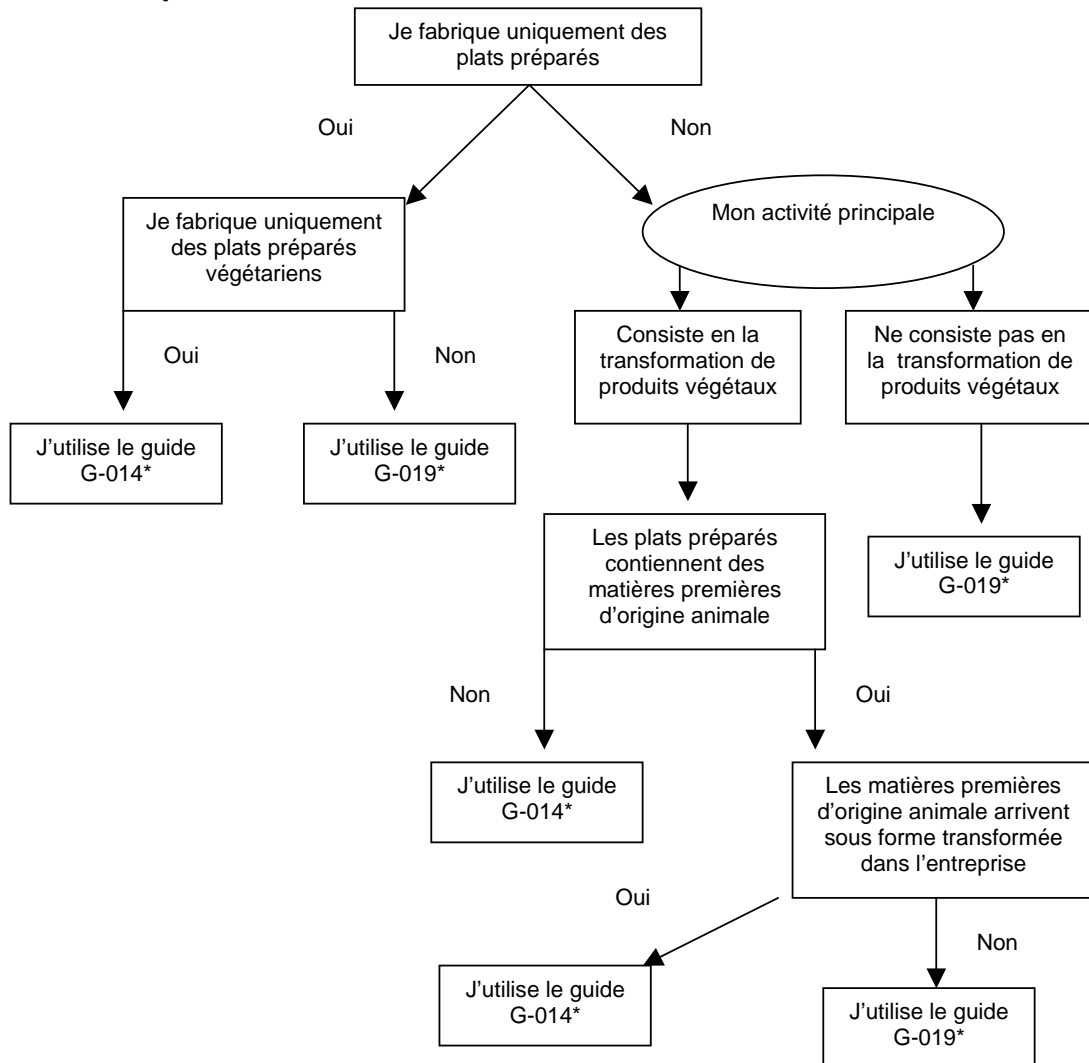 Je fabrique uniquement des
plats préparés
Oui
Non
Je fabrique uniquement
des plats préparés
végétariens
Mon activité principale
Oui
Non
Consiste en la
transformation de
produits végétaux
Ne consiste pas en
la transformation de
produits végétaux
J'utilise le guide
G-014*
J'utilise le guide
G-019*
Les plats préparés
contiennent des
matières premières
d'origine animale
J'utilise le guide
G-019*
Non
Oui
J'utilise le guide
G-014*
Les matières premières
d'origine animale arrivent
sous forme transformée
dans l'entreprise
Oui
Non
J'utilise le guide
G-014*
J'utilise le guide
G-019*